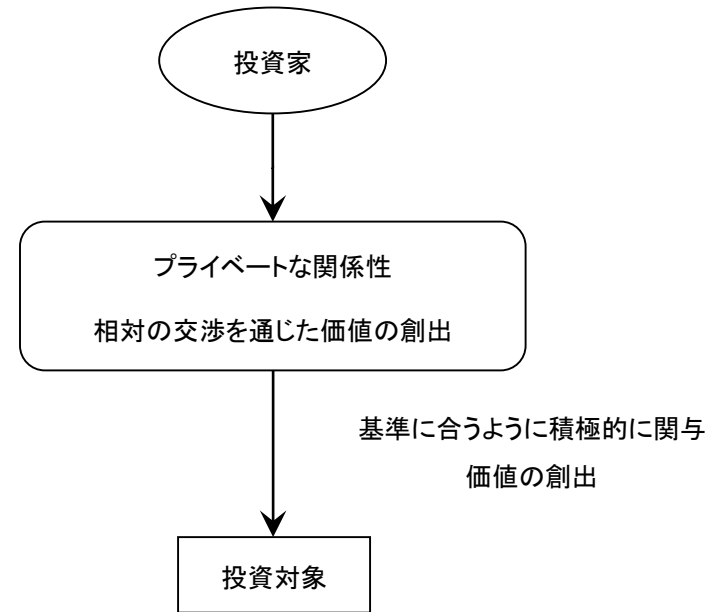 投資家
プライベートな関係性
相対の交渉を通じた価値の創出
基準に合うように積極的に関与
価値の創出
投資対象